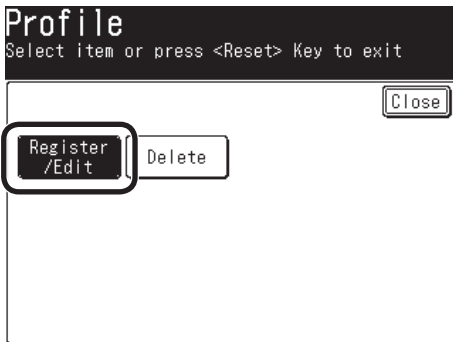 Profile
Select item or press <Reset> Key to exit
Close
Register
/Edit
Delete